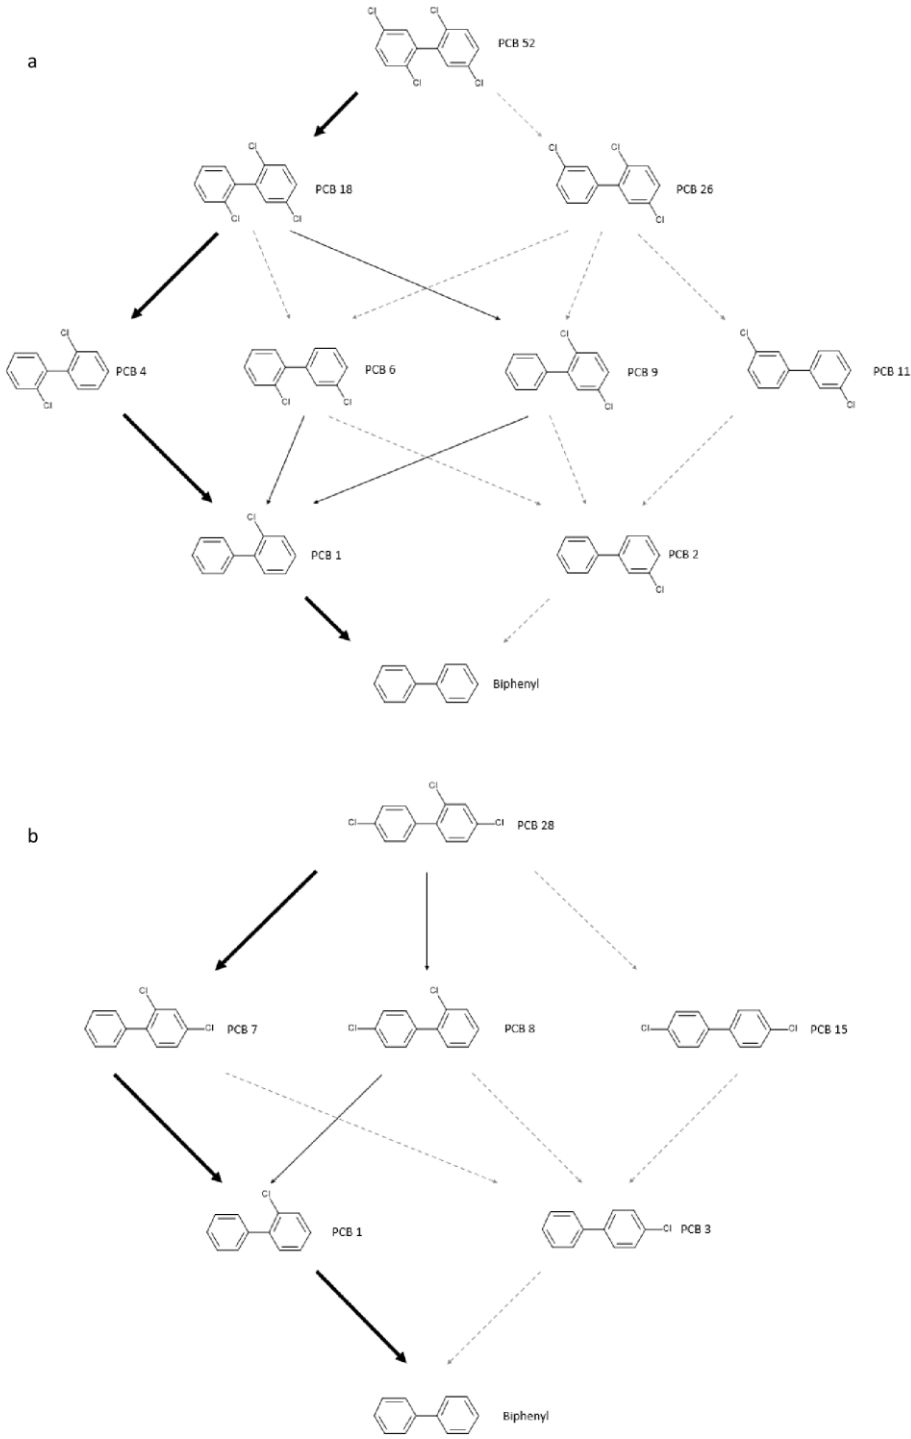 Cl Cl
PCB 52
a
Cl Cl
Cl Cl Cl
PCB 18 PCB 26
Cl Cl Cl
Cl Cl Cl
PCB 4 PCB 6 PCB 9 PCB 11
Cl Cl Cl Cl Cl
Cl
PCB 1 PCB 2
Cl
Biphenyl
Cl
Cl Cl PCB 28
b
Cl Cl
Cl PCB 7 Cl PCB 8 Cl Cl PCB 15
Cl
PCB 1 Cl PCB 3
Biphenyl